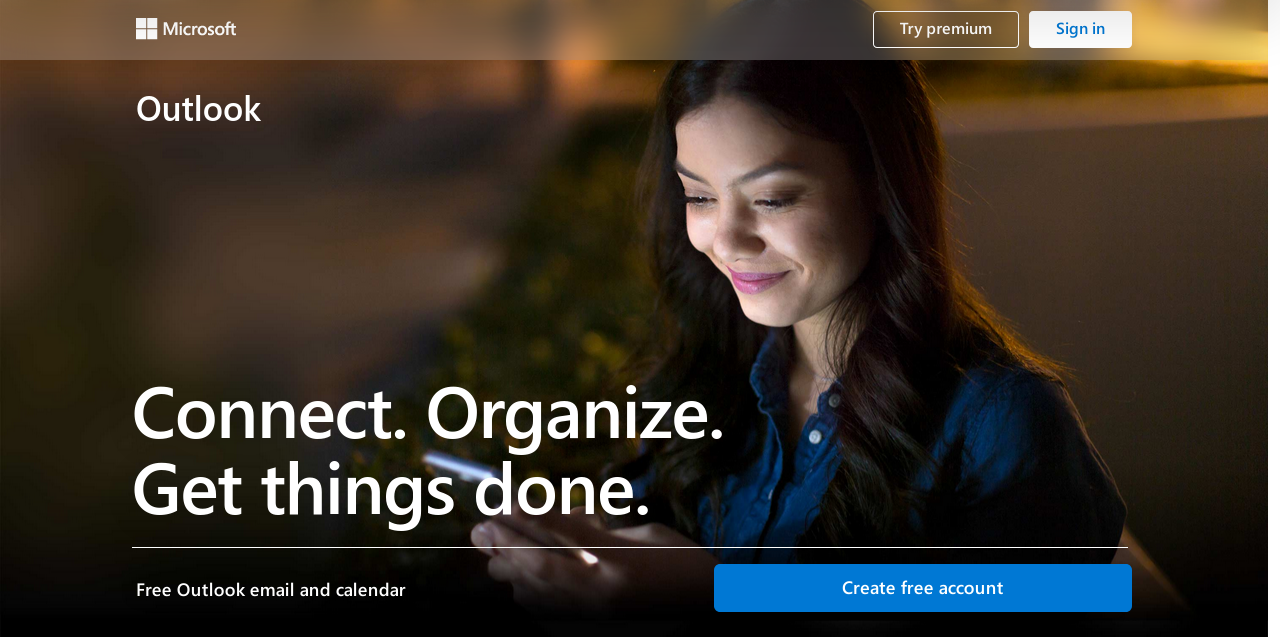 Microsoft
Try premium
Sign in
Outlook
Connect. Organize.
Get things done.
Free Outlook email and calendar
Create free account